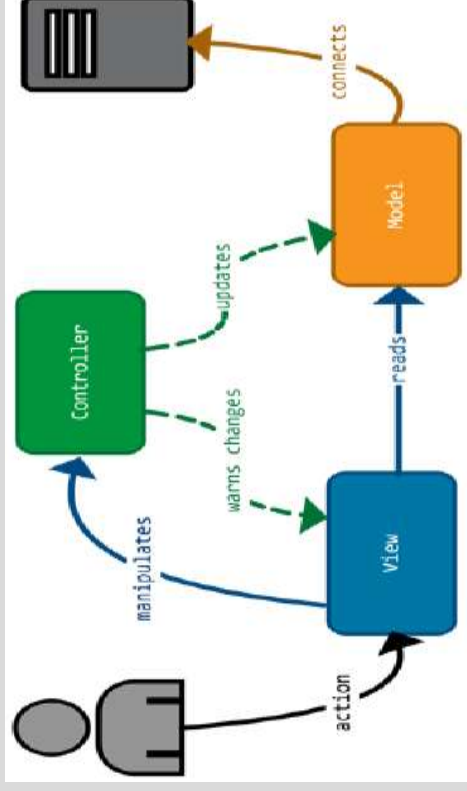 action
manipulates
View
warns changes
Controller
updates
reads
Model
connects